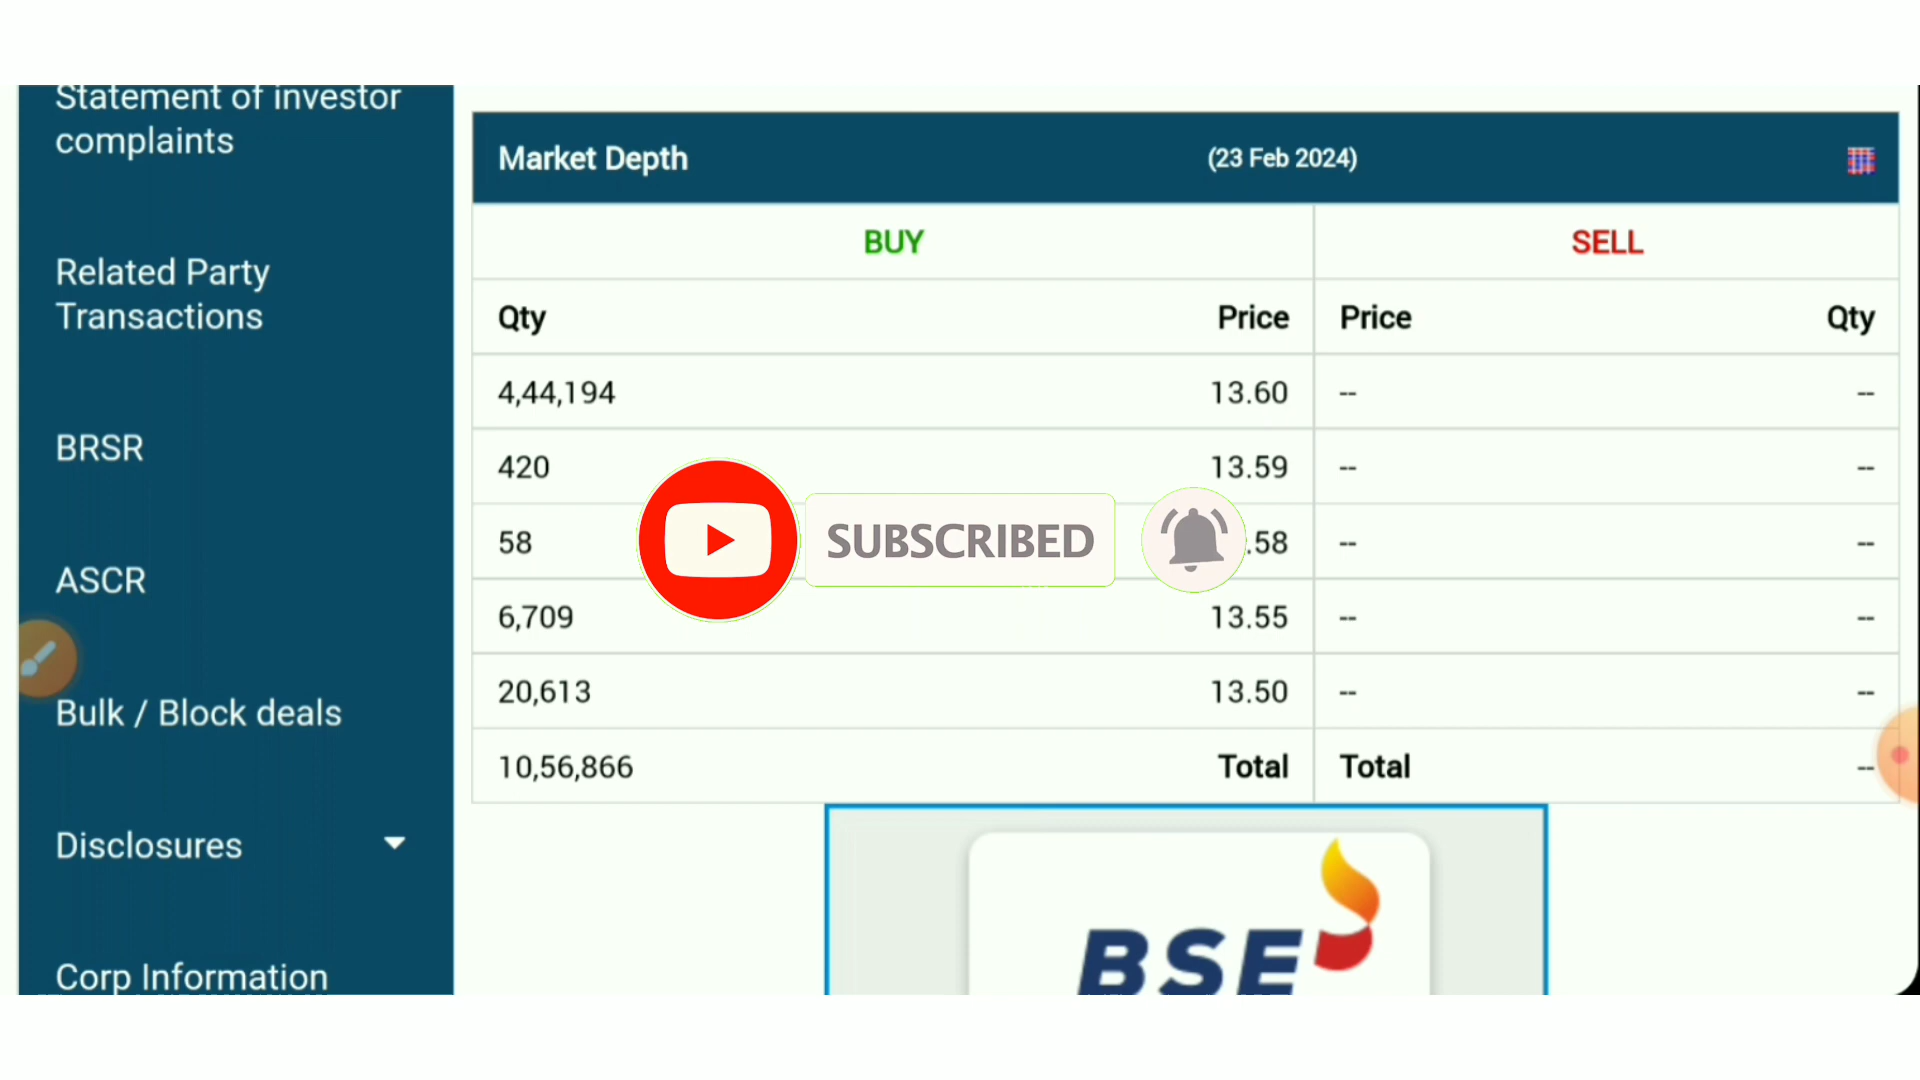 Statement of investor
complaints
Related Party
Transactions
BRSR
ASCR
Bulk / Block deals
Disclosures
Corp Information
Market Depth (23 Feb 2024)
BUY SELL
Qty Price Price Qty
4,44,194 13.60 -- --
420 13.59 -- --
58 .58 -- --
6,709 13.55 -- --
20,613 13.50 -- --
10,56,866 Total Total --
SUBSCRIBED
BSE